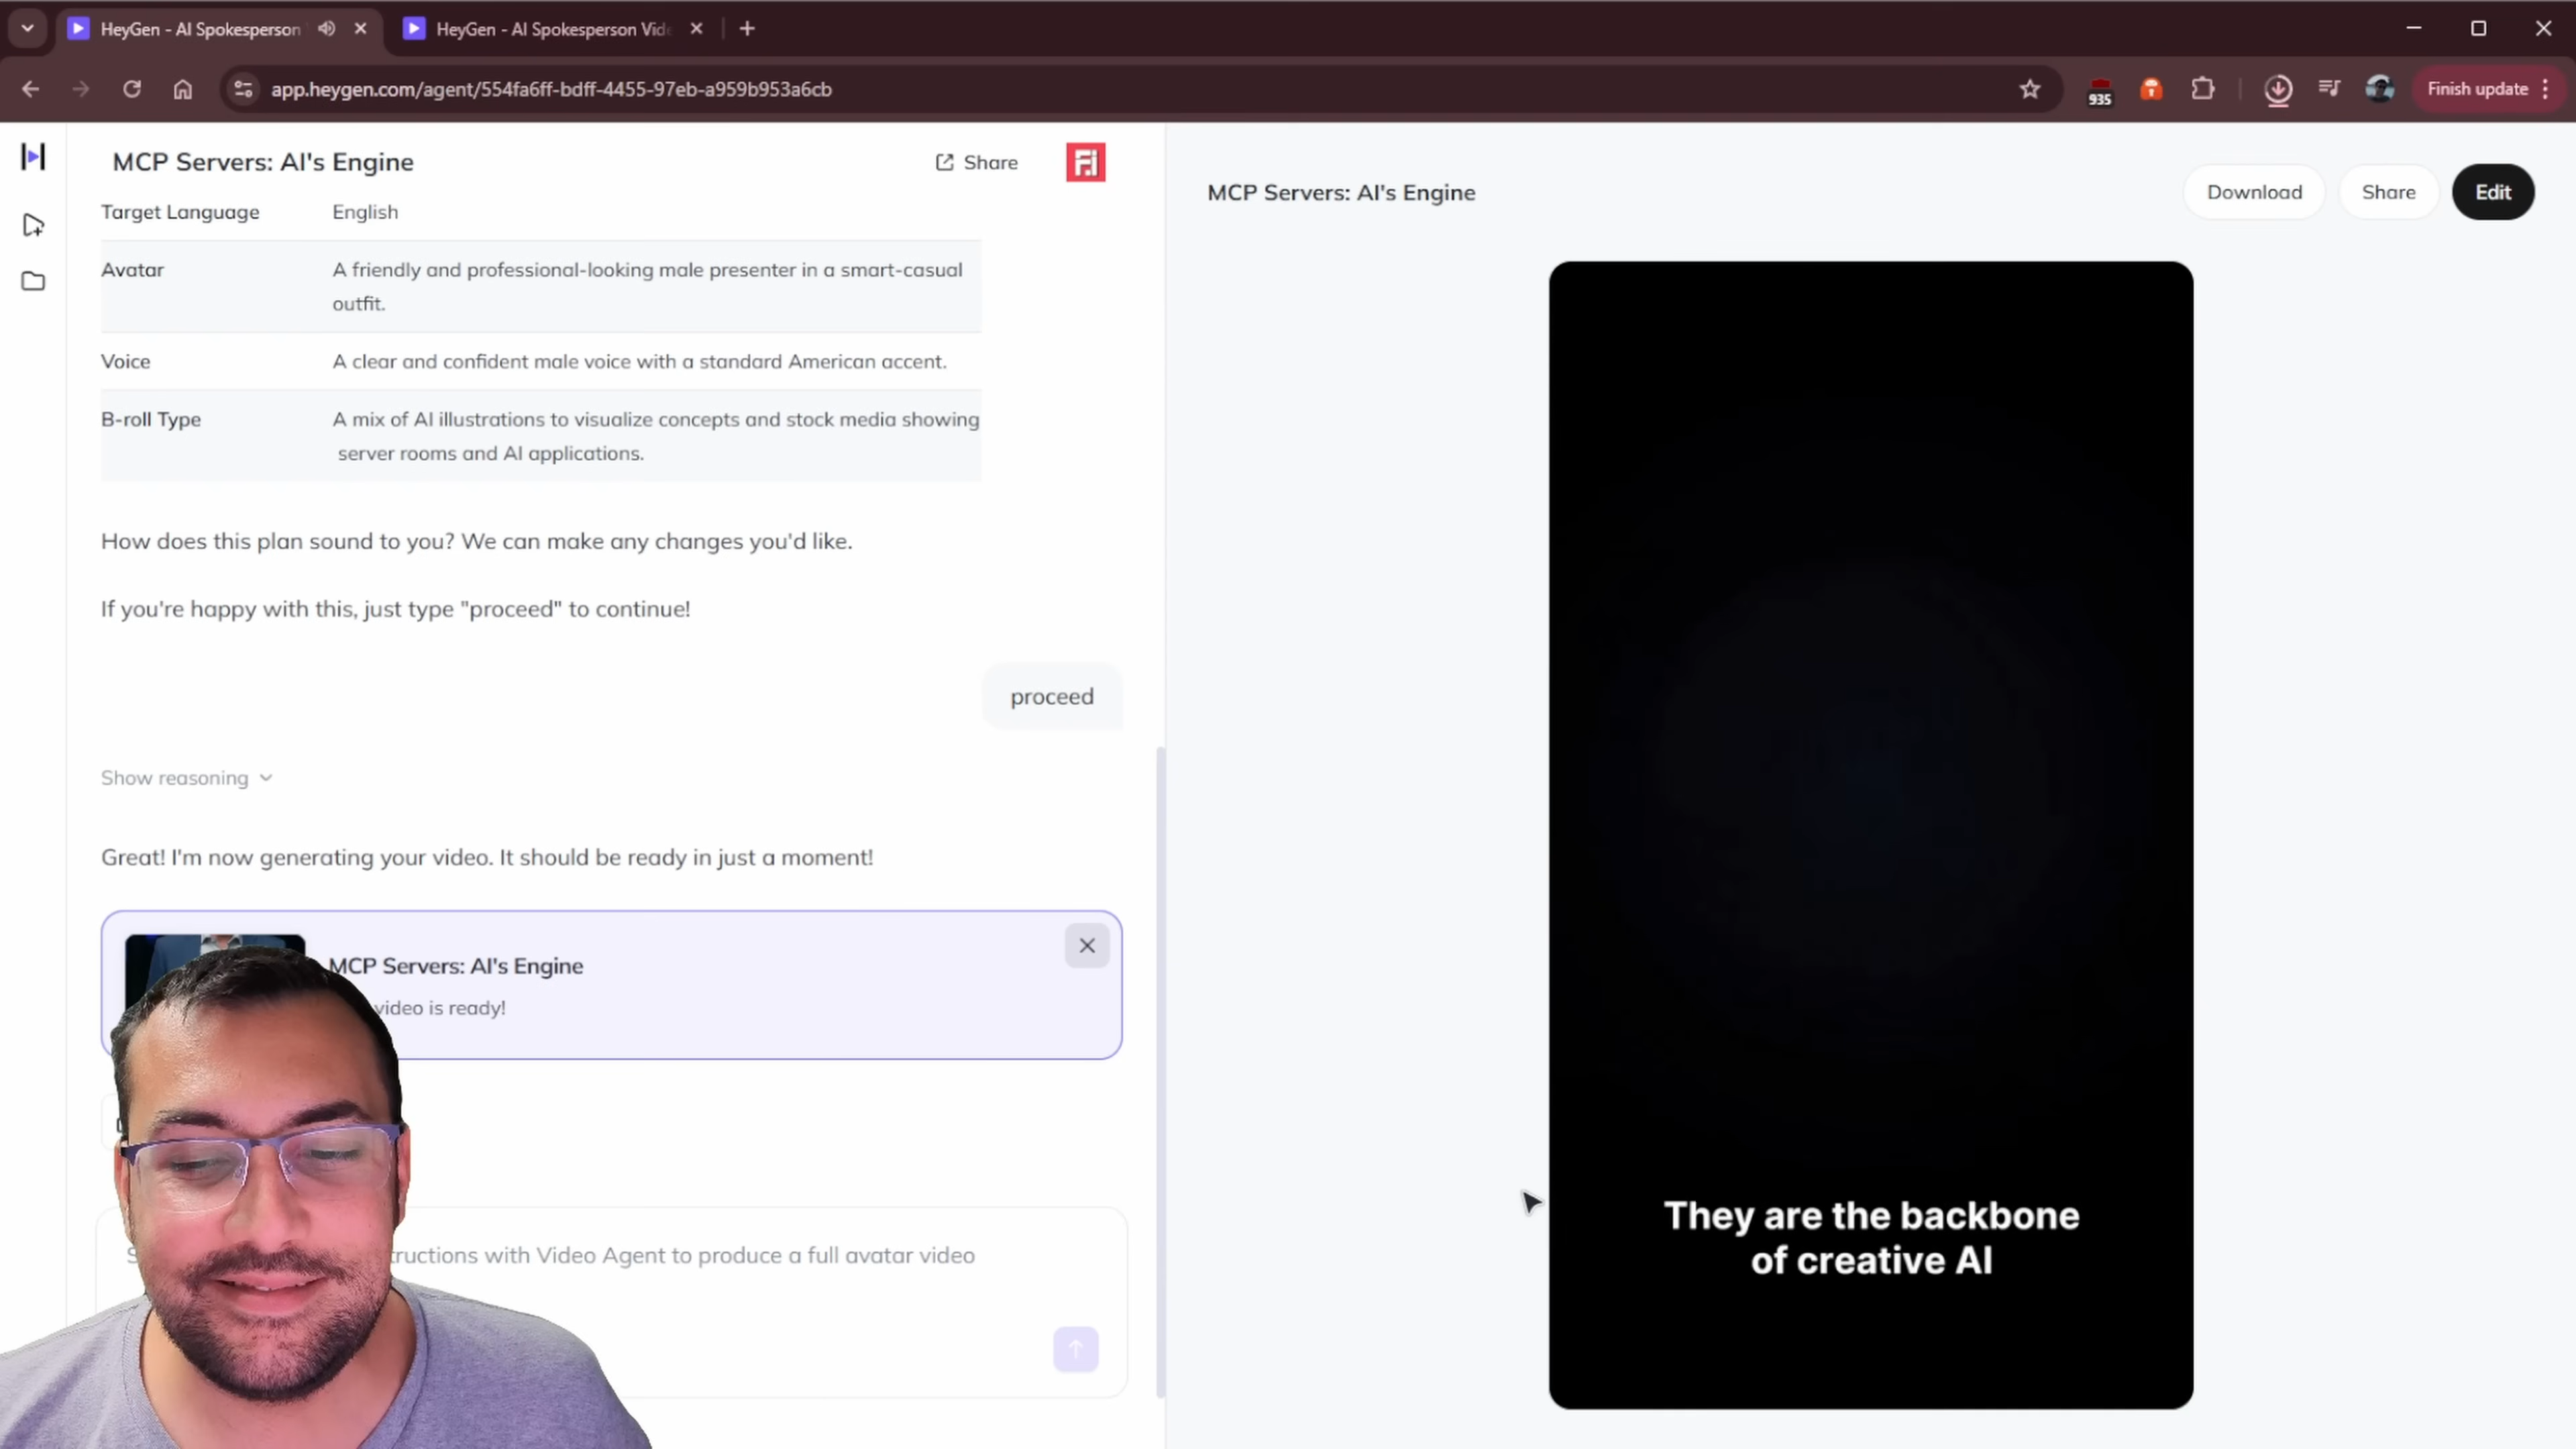 HeyGen - AI Spokesperson
HeyGen - AI Spokesperson Vide
app.heygen.com/agent/554fa6ff-bdff-4455-97eb-a959b953a6cb
935
Finish update
MCP Servers: AI's Engine
Share
Target Language English
Avatar A friendly and professional-looking male presenter in a smart-casual
outfit.
Voice A clear and confident male voice with a standard American accent.
B-roll Type A mix of AI illustrations to visualize concepts and stock media showing
server rooms and AI applications.
How does this plan sound to you? We can make any changes you'd like.
If you're happy with this, just type "proceed" to continue!
proceed
Show reasoning
Great! I'm now generating your video. It should be ready in just a moment!
MCP Servers: AI's Engine
video is ready!
with Video Agent to produce a full avatar video
MCP Servers: AI's Engine
Download
Share
Edit
They are the backbone
of creative AI